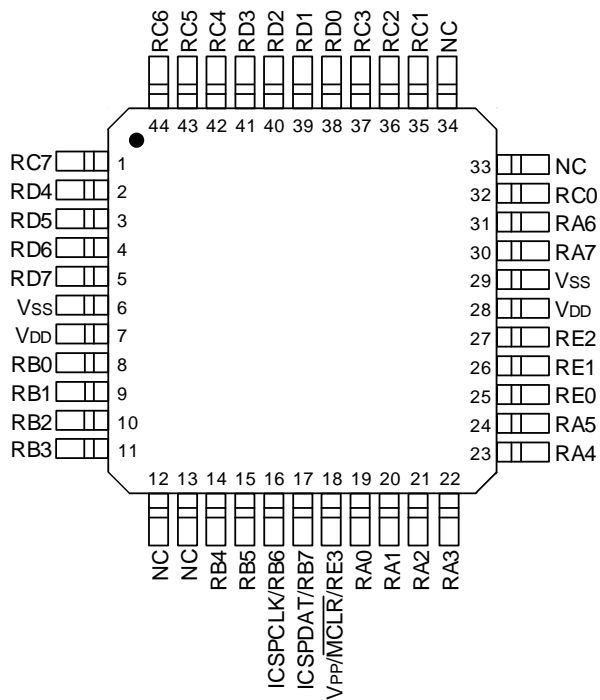 RC6
RC5
RC4
RD3
RD2
RD1
RD0
RC3
RC2
RC1
NC
44
43
42
41
40
39
38
37
36
35
34
RC7 1
RD4 2
RD5 3
RD6 4
RD7 5
VSS 6
VDD 7
RB0 8
RB1 9
RB2 10
RB3 11
33 NC
32 RC0
31 RA6
30 RA7
29 VSS
28 VDD
27 RE2
26 RE1
25 RE0
24 RA5
23 RA4
12
13
14
15
16
17
18
19
20
21
22
NC
NC
RB4
RB5
ICSPCLK/RB6
ICSPDAT/RB7
VPP/MCLR/RE3
RA0
RA1
RA2
RA3